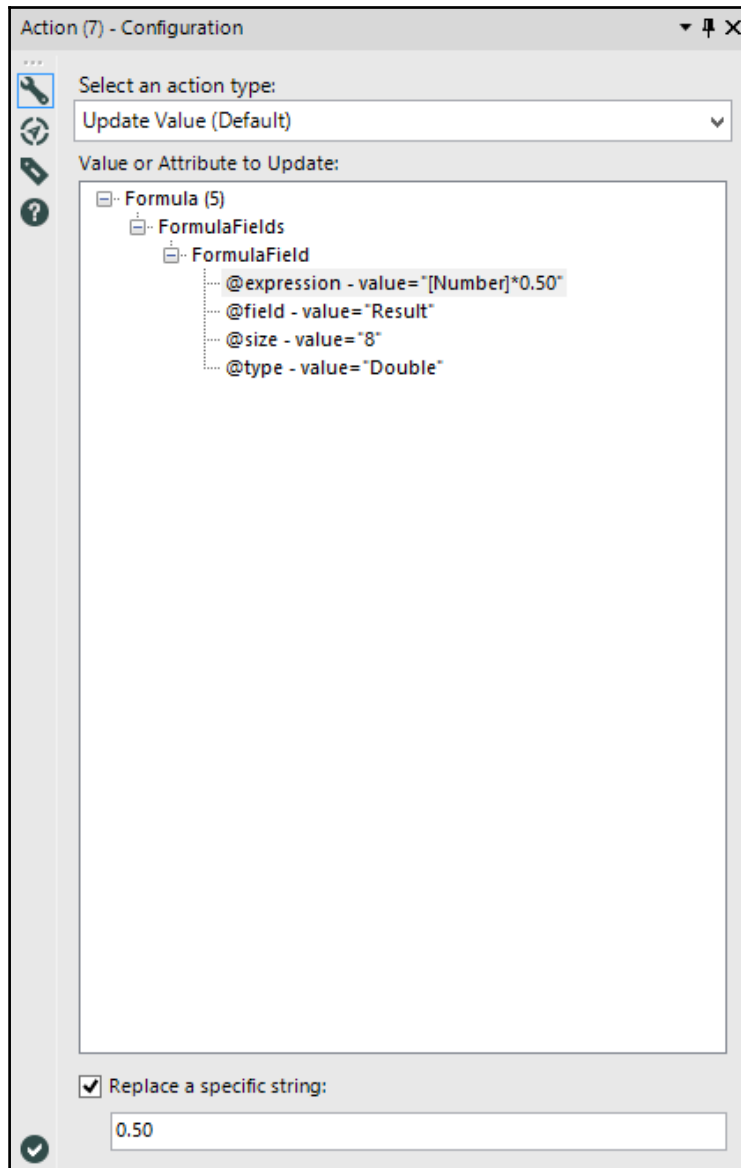 Action (7) - Configuration
Select an action type:
Update Value (Default)
Value or Attribute to Update:
Formula (5)
FormulaFields
FormulaField
@expression - value="[Number]*0.50"
@field - value="Result"
@size - value="8"
@type - value="Double"
Replace a specific string:
0.50